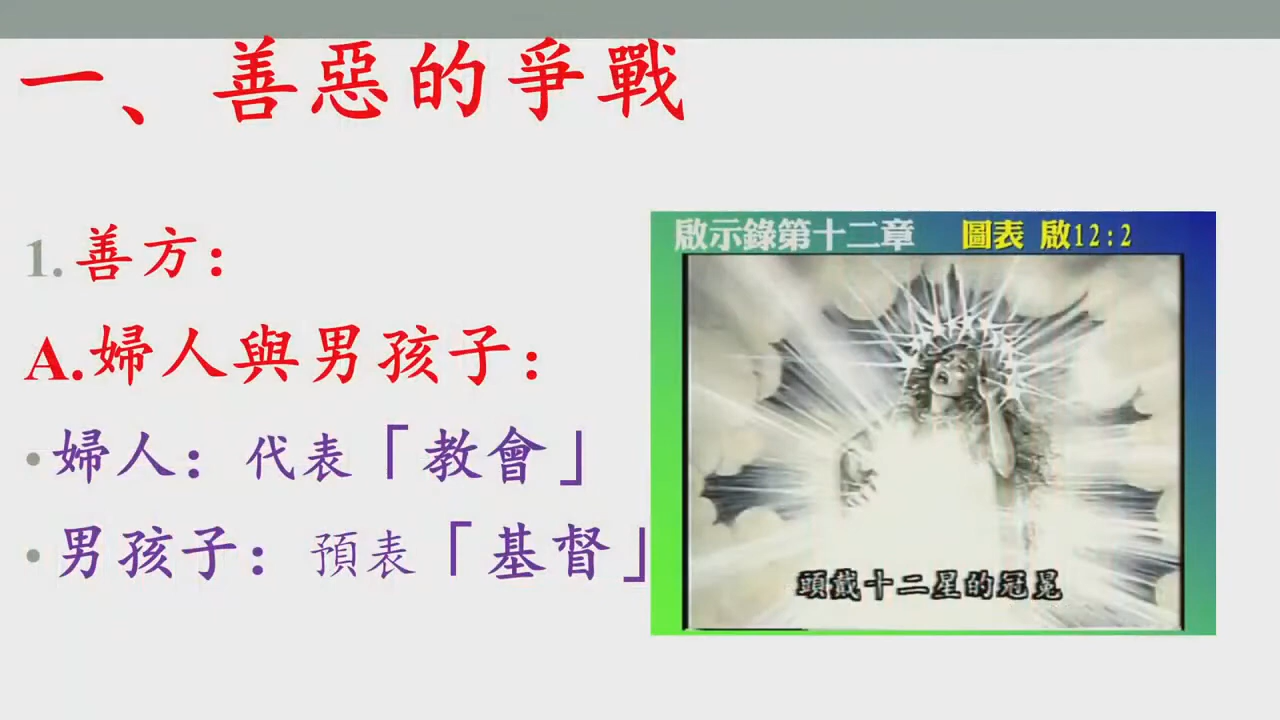 一、善惡的爭戰
1. 善方：
A.婦人與男孩子：
• 婦人：代表「教會」
• 男孩子：預表「基督」
啟示錄第十二章 圖表 啟12:2
頭戴十二星的冠冕